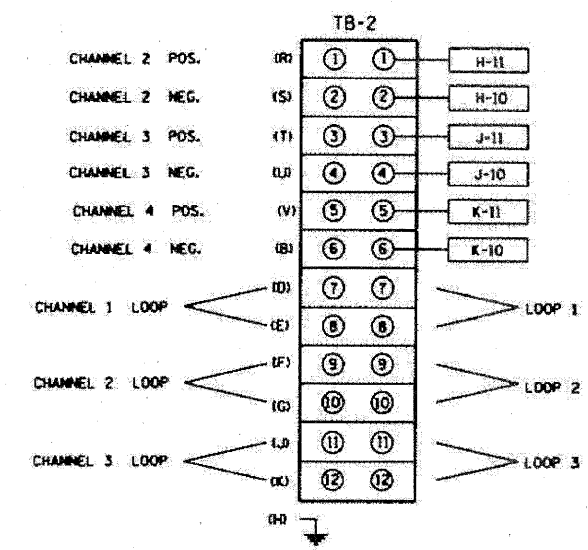 TB-2
CHANNEL 2 POS. (R) 1 1 H-11
CHANNEL 2 NEG. (S) 2 2 H-10
CHANNEL 3 POS. (T) 3 3 J-11
CHANNEL 3 NEG. (U) 4 4 J-10
CHANNEL 4 POS. (V) 5 5 K-11
CHANNEL 4 NEG. (B) 6 6 K-10
(D) 7 7
CHANNEL 1 LOOP LOOP 1
(E) 8 8
(F) 9 9
CHANNEL 2 LOOP LOOP 2
(G) 10 10
(J) 11 11
CHANNEL 3 LOOP LOOP 3
(K) 12 12
(H)